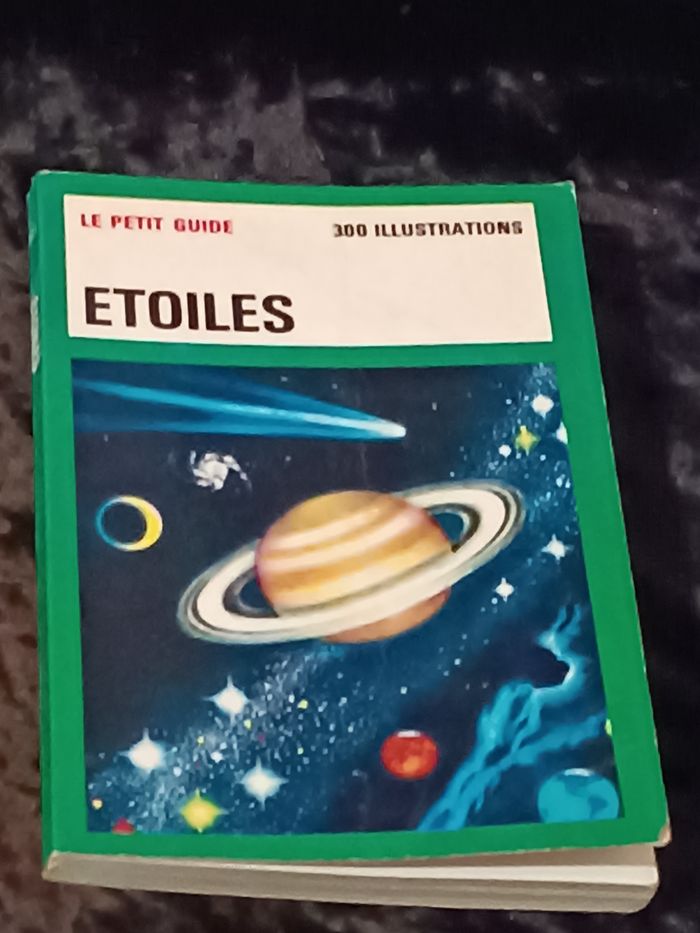 LE PETIT GUIDE
300 ILLUSTRATIONS
ETOILES